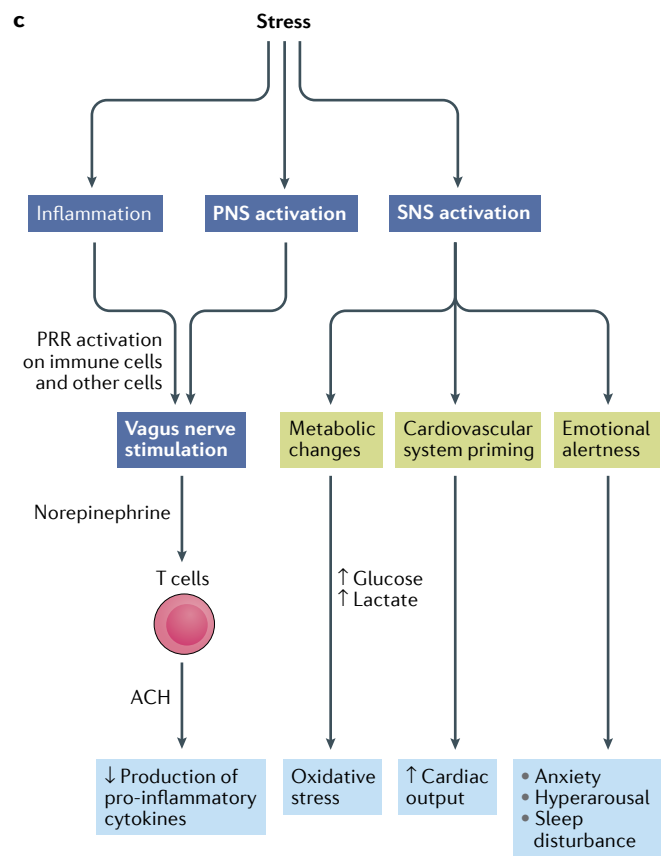 c
Stress
Inflammation
PNS activation
SNS activation
PRR activation
on immune cells
and other cells
Vagus nerve
stimulation
Metabolic
changes
Cardiovascular
system priming
Emotional
alertness
Norepinephrine
T cells
↑ Glucose
↑ Lactate
ACH
↓ Production of
pro-inflammatory
cytokines
Oxidative
stress
↑ Cardiac
output
• Anxiety
• Hyperarousal
• Sleep
disturbance